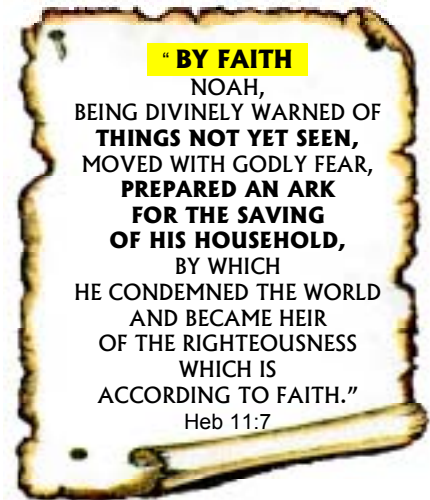 “ BY FAITH
NOAH,
BEING DIVINELY WARNED OF
THINGS NOT YET SEEN,
MOVED WITH GODLY FEAR,
PREPARED AN ARK
FOR THE SAVING
OF HIS HOUSEHOLD,
BY WHICH
HE CONDEMNED THE WORLD
AND BECAME HEIR
OF THE RIGHTEOUSNESS
WHICH IS
ACCORDING TO FAITH.”
Heb 11:7